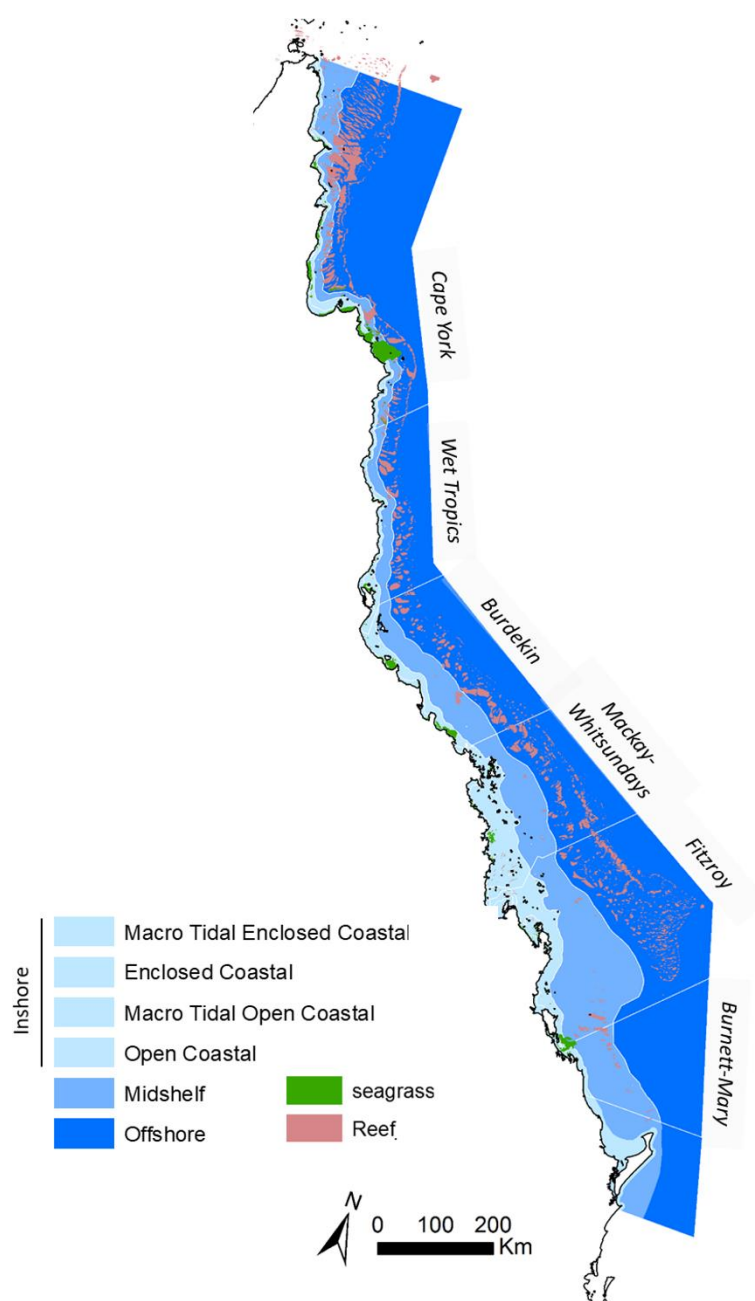 Cape York
Wet Tropics
Burdekin
Mackay-
Whitsundays
Fitzroy
Burnett-Mary
Inshore
Macro Tidal Enclosed Coastal
Enclosed Coastal
Macro Tidal Open Coastal
Open Coastal
Midshelf
Offshore
seagrass
Reef
N
0 100 200
Km